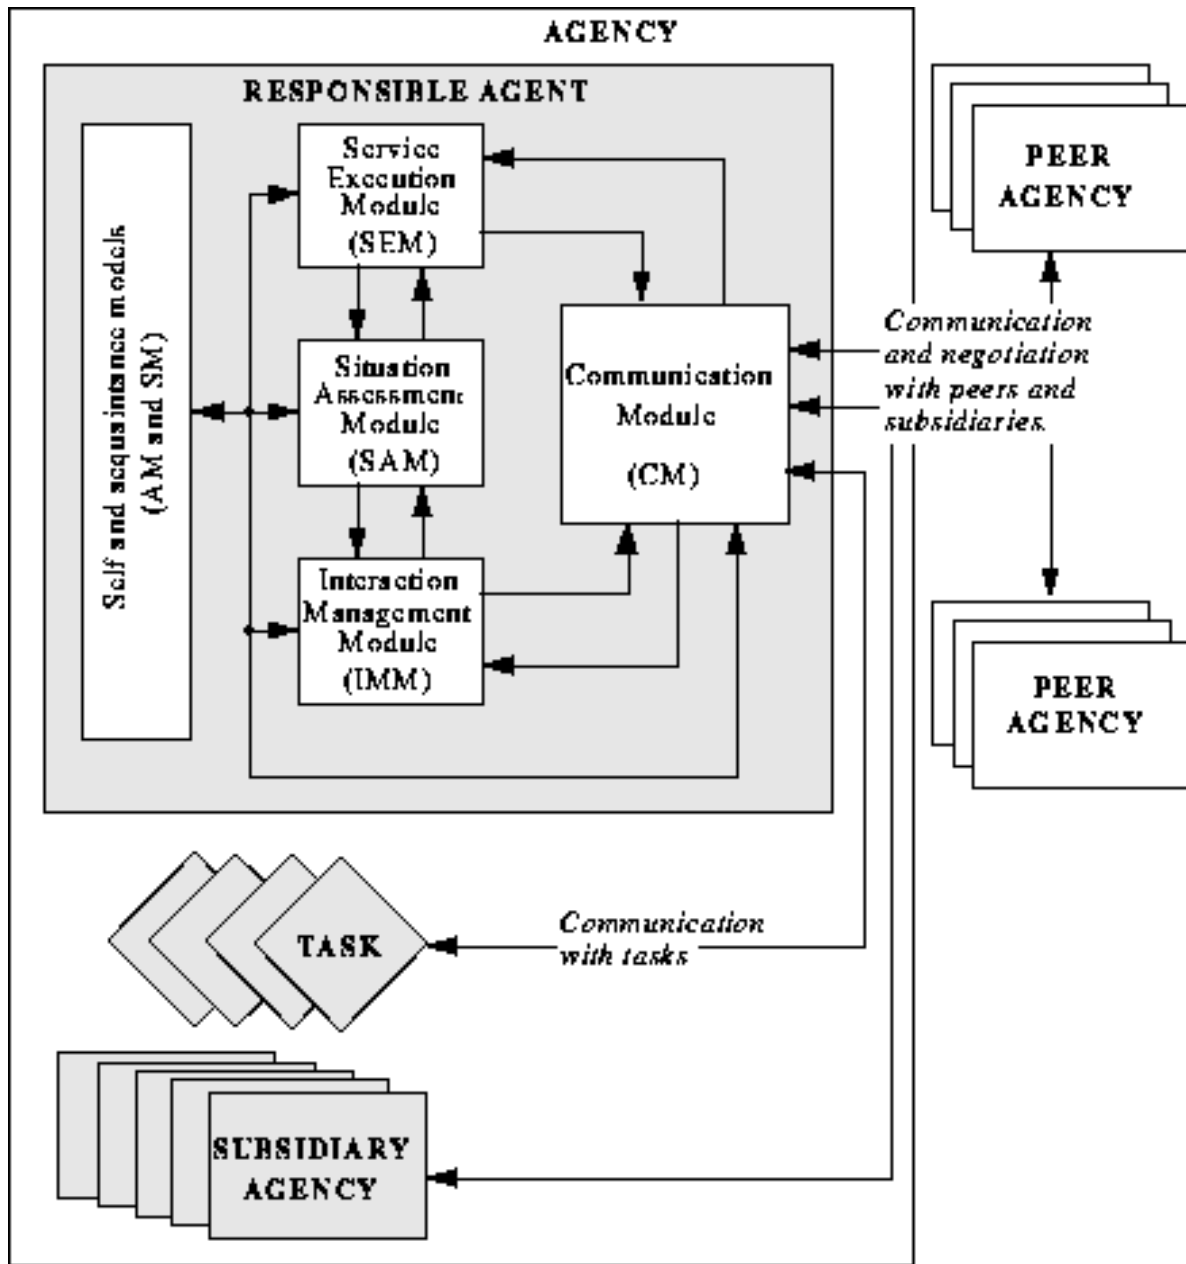 AGENCY
RESPONSIBLE AGENT
Self and acquaintance models
(AM and SM)
Service
Execution
Module
(SEM)
Situation
Assessment
Module
(SAM)
Interaction
Management
Module
(IMM)
Communication
Module
(CM)
PEER
AGENCY
Communication
and negotiation
with peers and
subsidiaries.
PEER
AGENCY
TASK
Communication
with tasks
SUBSIDIARY
AGENCY